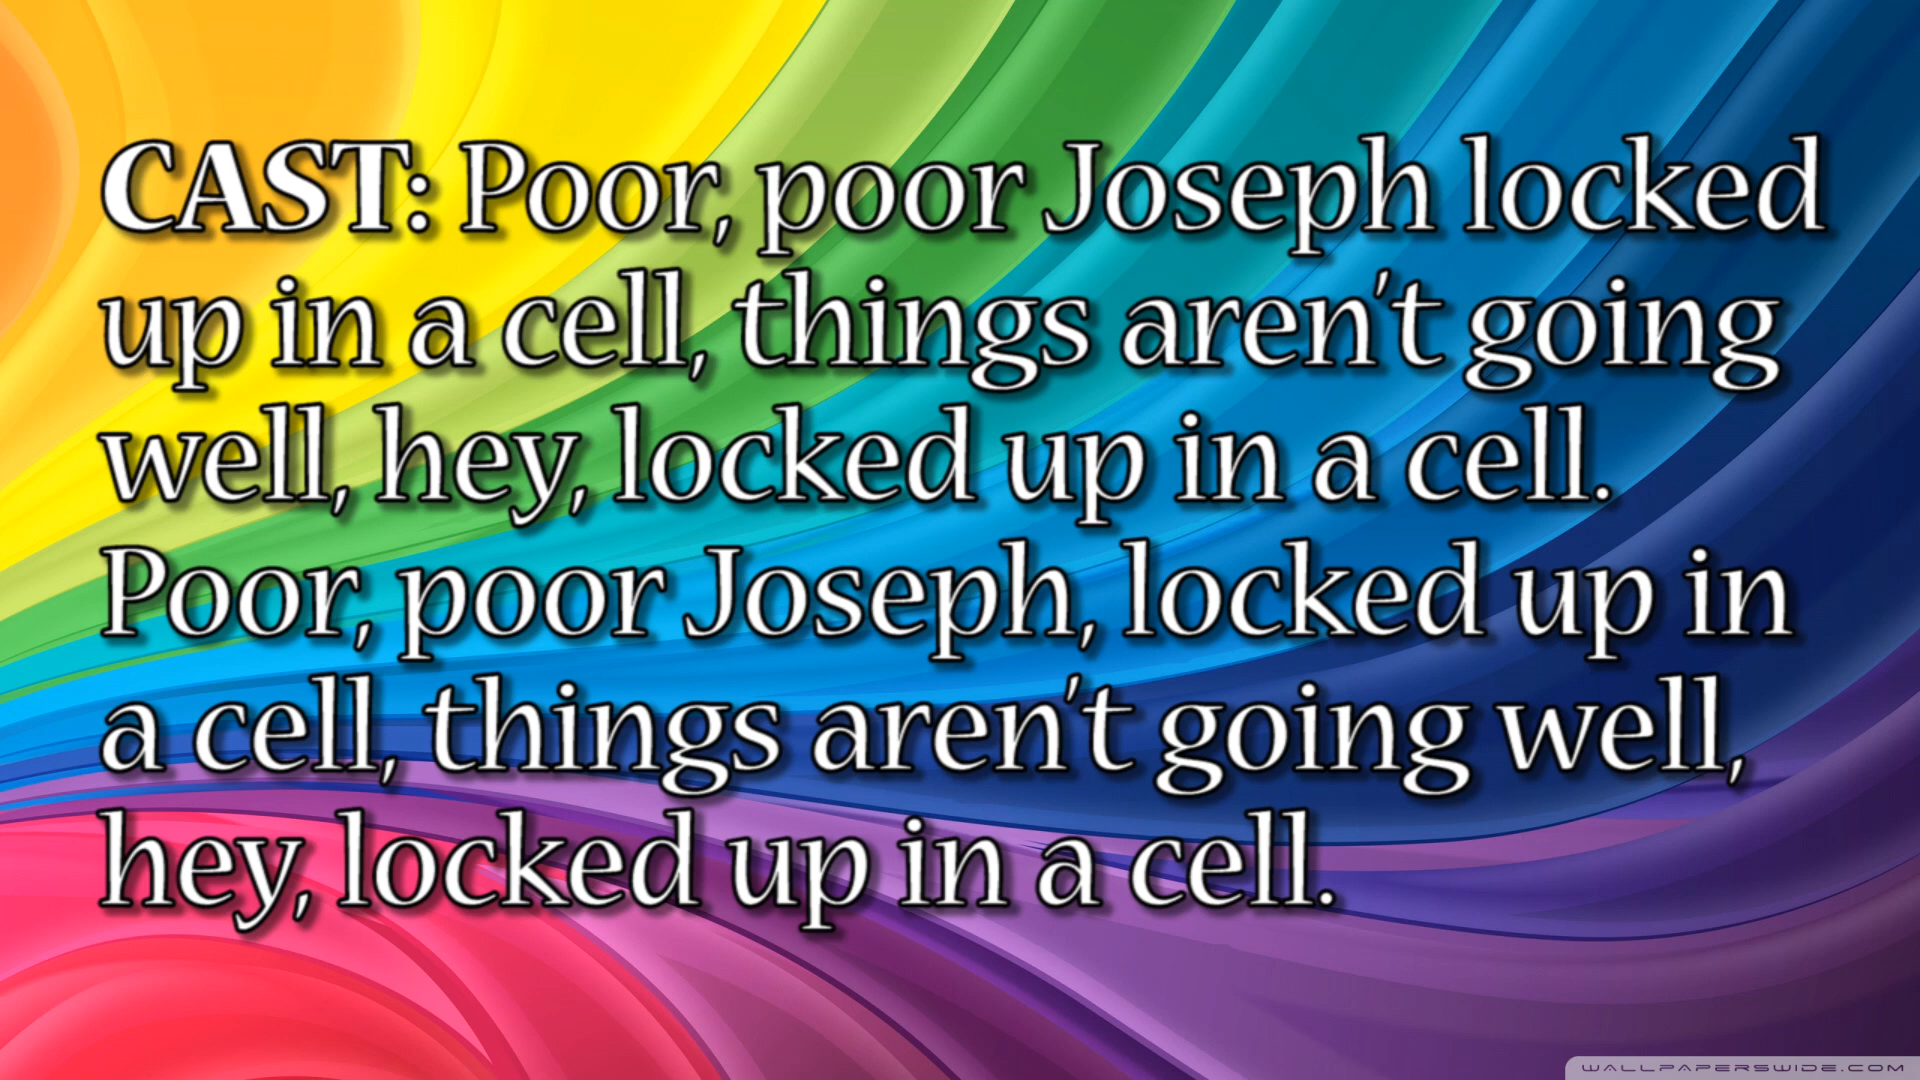 CAST: Poor, poor Joseph locked
up in a cell, things aren't going
well, hey, locked up in a cell.
Poor, poor Joseph, locked up in
a cell, things aren't going well,
hey, locked up in a cell.
WALLPAPERSWIDE.COM